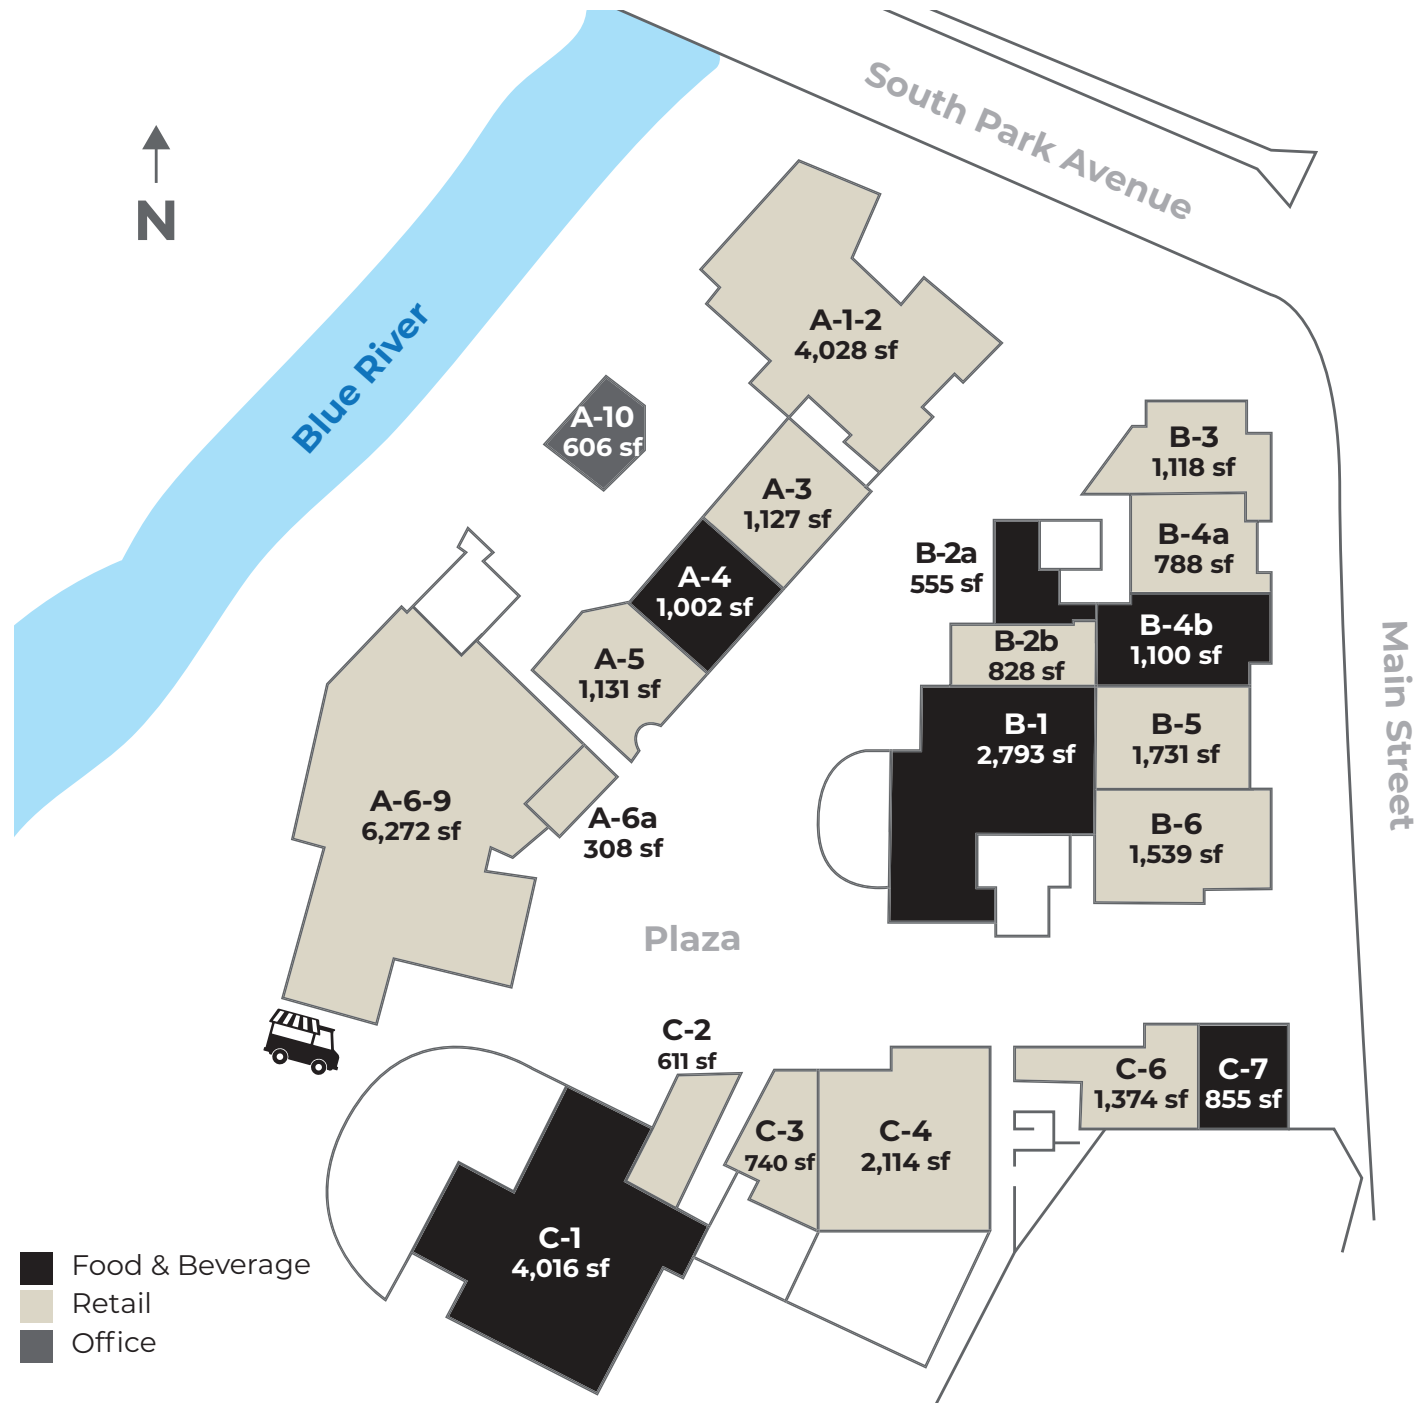 South Park Avenue
N
Blue River
A-1-2
4,028 sf
A-10
606 sf
B-3
1,118 sf
A-3
1,127 sf
B-4a
788 sf
B-2a
555 sf
A-4
1,002 sf
B-4b
1,100 sf
B-2b
828 sf
A-5
1,131 sf
Main Street
B-1
2,793 sf
B-5
1,731 sf
A-6-9
6,272 sf
A-6a
308 sf
B-6
1,539 sf
Plaza
C-2
611 sf
C-6
1,374 sf
C-7
855 sf
C-3
740 sf
C-4
2,114 sf
C-1
4,016 sf
Food & Beverage
Retail
Office